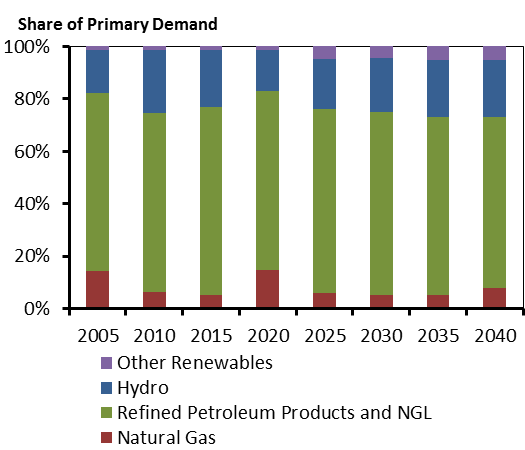 Share of Primary Demand
100%
80%
60%
40%
20%
0%
2005 2010 2015 2020 2025 2030 2035 2040
Other Renewables
Hydro
Refined Petroleum Products and NGL
Natural Gas